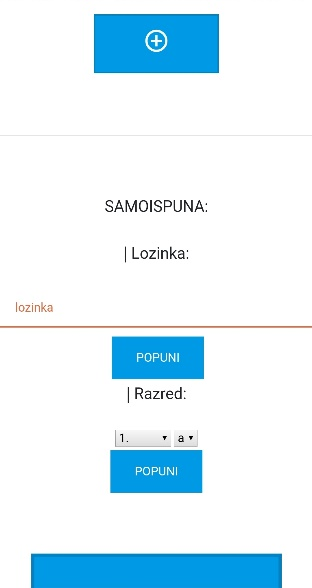 SAMOISPUNA:
| Lozinka:
lozinka
POPUNI
| Razred:
1. a
POPUNI